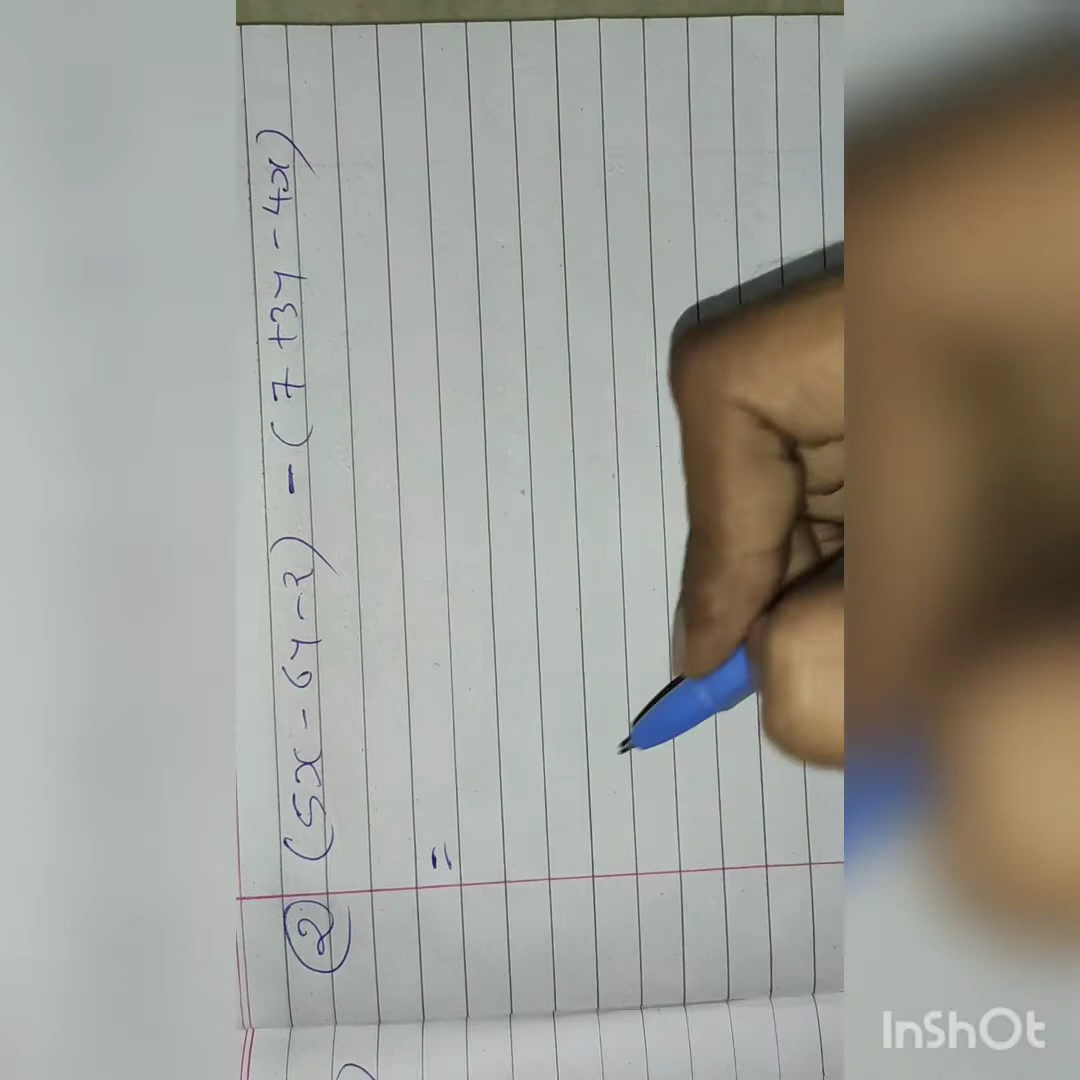 ② (5x - 6y - 2) - (7 + 3y - 4x)
=
InShOt